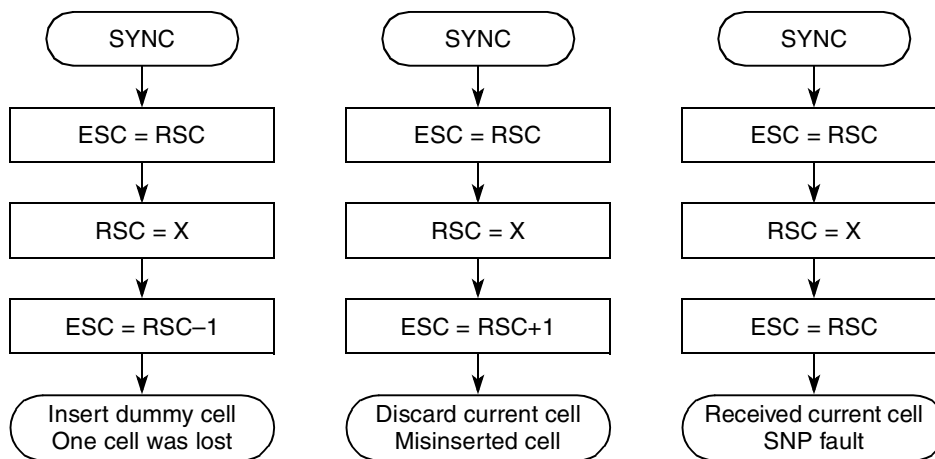 SYNC
ESC = RSC
RSC = X
ESC = RSC–1
Insert dummy cell
One cell was lost
SYNC
ESC = RSC
RSC = X
ESC = RSC+1
Discard current cell
Misinserted cell
SYNC
ESC = RSC
RSC = X
ESC = RSC
Received current cell
SNP fault